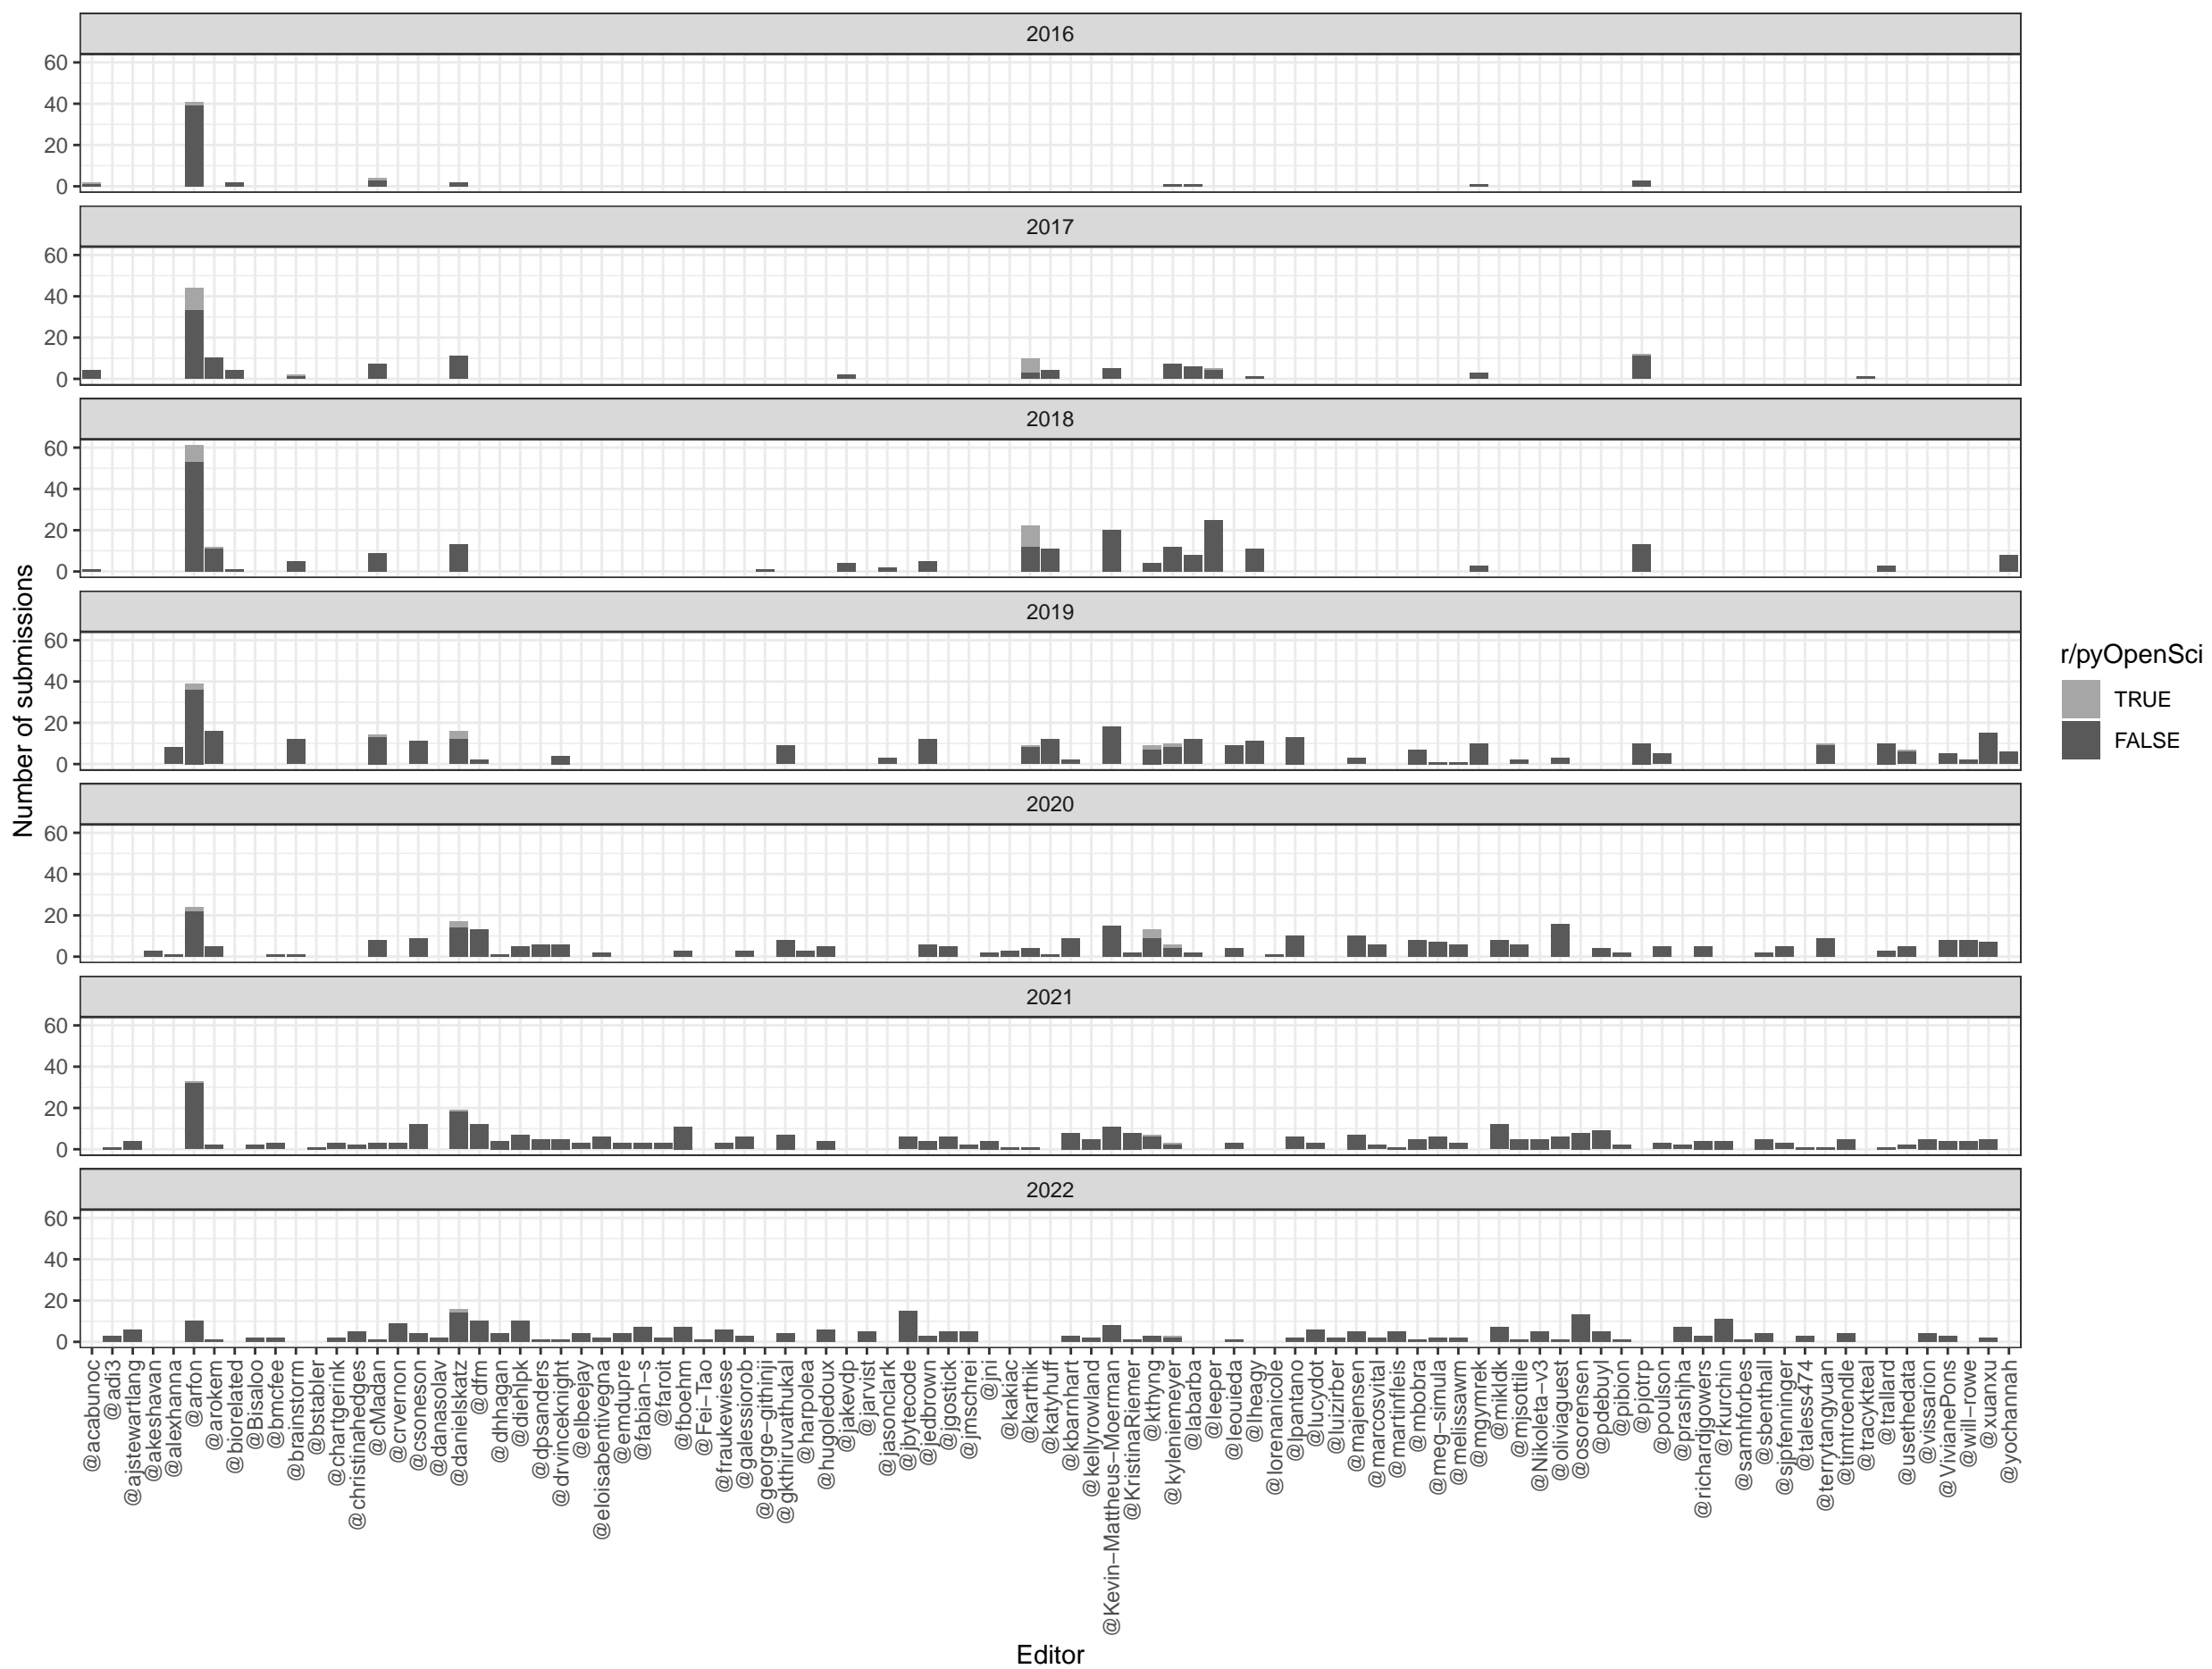 2016
60
40
20
0
2017
60
40
20
0
2018
60
40
20
0
2019
60
40
20
0
2020
60
40
20
0
2021
60
40
20
0
2022
60
40
20
0
Number of submissions
@acabunoc
@adi3
@ajstewartlang
@akeshavan
@alexhanna
@arfon
@arokem
@biorelated
@Bisaloo
@bmcfee
@brainstorm
@bstabler
@chartgerink
@christinahedges
@cMadan
@crvernon
@csoneson
@danasolav
@danielskatz
@dfm
@dhhagan
@diehlpk
@dpsanders
@drvinceknight
@elbeejay
@eloisabentivegna
@emdupre
@fabian-s
@faroit
@fboehm
@Fei-Tao
@fraukewiese
@galessiorob
@george-githinji
@gkthiruvathukal
@harpolea
@hugoledoux
@jakevdp
@jarvist
@jasonclark
@jbytecode
@jedbrown
@jgostick
@jmschrei
@jni
@kakiac
@karthik
@katyhuff
@kbarnhart
@kellyrowland
@Kevin-Mattheus-Moerman
@KristinaRiemer
@kthyng
@kyleniemeyer
@labarba
@leeper
@leouieda
@lheagy
@lorenanicole
@lpantano
@lucydot
@luizirber
@majensen
@marcosvital
@martinfleis
@mbobra
@meg-simula
@melissawm
@mgymrek
@mikldk
@mjsottile
@Nikoleta-v3
@oliviaguest
@osorensen
@pdebuyl
@pibion
@pjotrp
@poulson
@prashjha
@richardjgowers
@rkurchin
@samhforbes
@sbenthall
@sjpfenninger
@taless474
@terrytangyuan
@timtroendle
@tracykteal
@trallard
@usethedata
@vissarion
@VivianePons
@will-rowe
@xuanxu
@yochannah
Editor
r/pyOpenSci
TRUE
FALSE